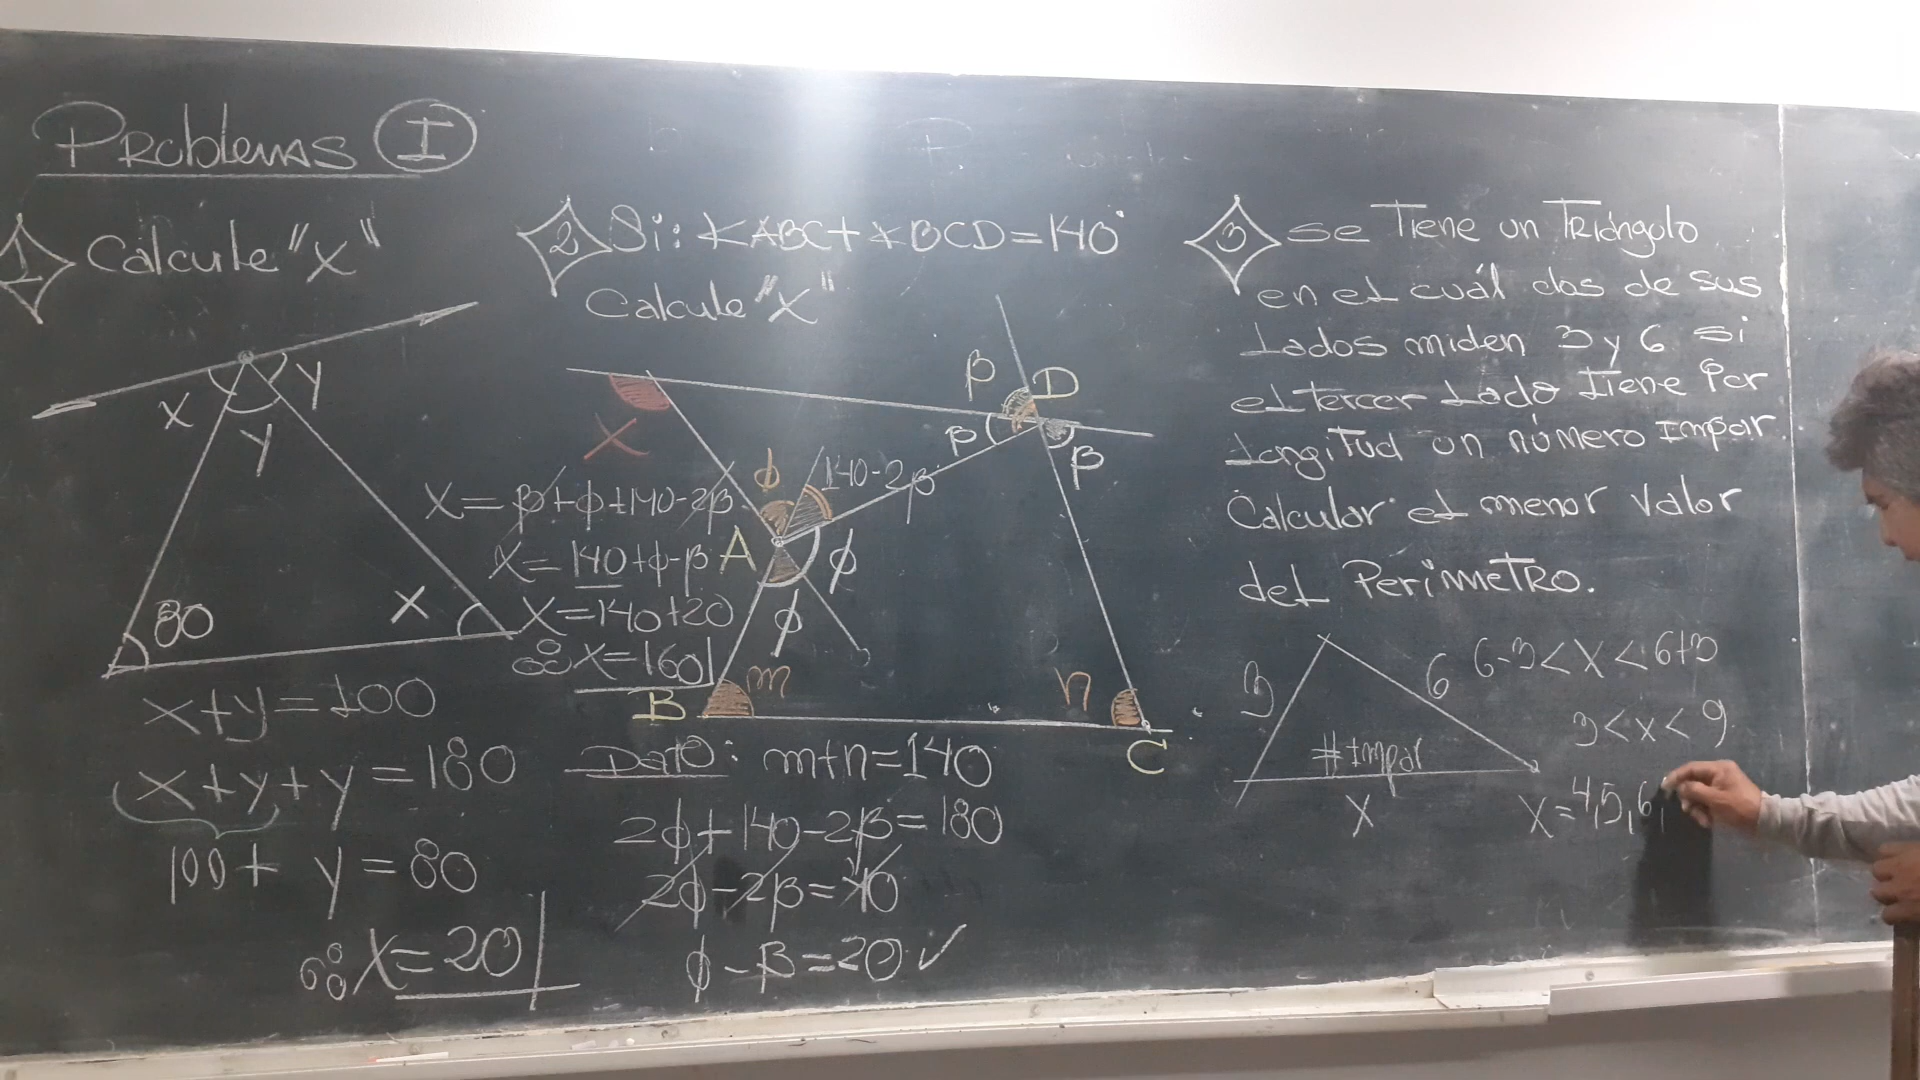 Problemas I
1 Calcule "x"
x
y
y
80
x
x+y=100
x+y+y=180
100+ y=80
x=20
2 Si: ∢ABC+∢BCD=140°
Calcule "x"
β
D
β
β
x
ϕ
140-2β
x=β+ϕ+140-2β
A
ϕ
x=140+ϕ-β
x=140+20
ϕ
x=160
m
n
B
C
Dato: m+n=140
2ϕ+140-2β=180
2ϕ-2β=40
ϕ-β=20 ✓
3 se Tiene un Triángulo
en el cuál dos de sus
Lados miden 3 y 6 si
el tercer Lado Tiene Por
Longitud un número Impar
Calcular el menor Valor
del PerimeTRO.
3
6
6-3<x<6+3
3<x<9
#Impar
x
x=4,5,6,